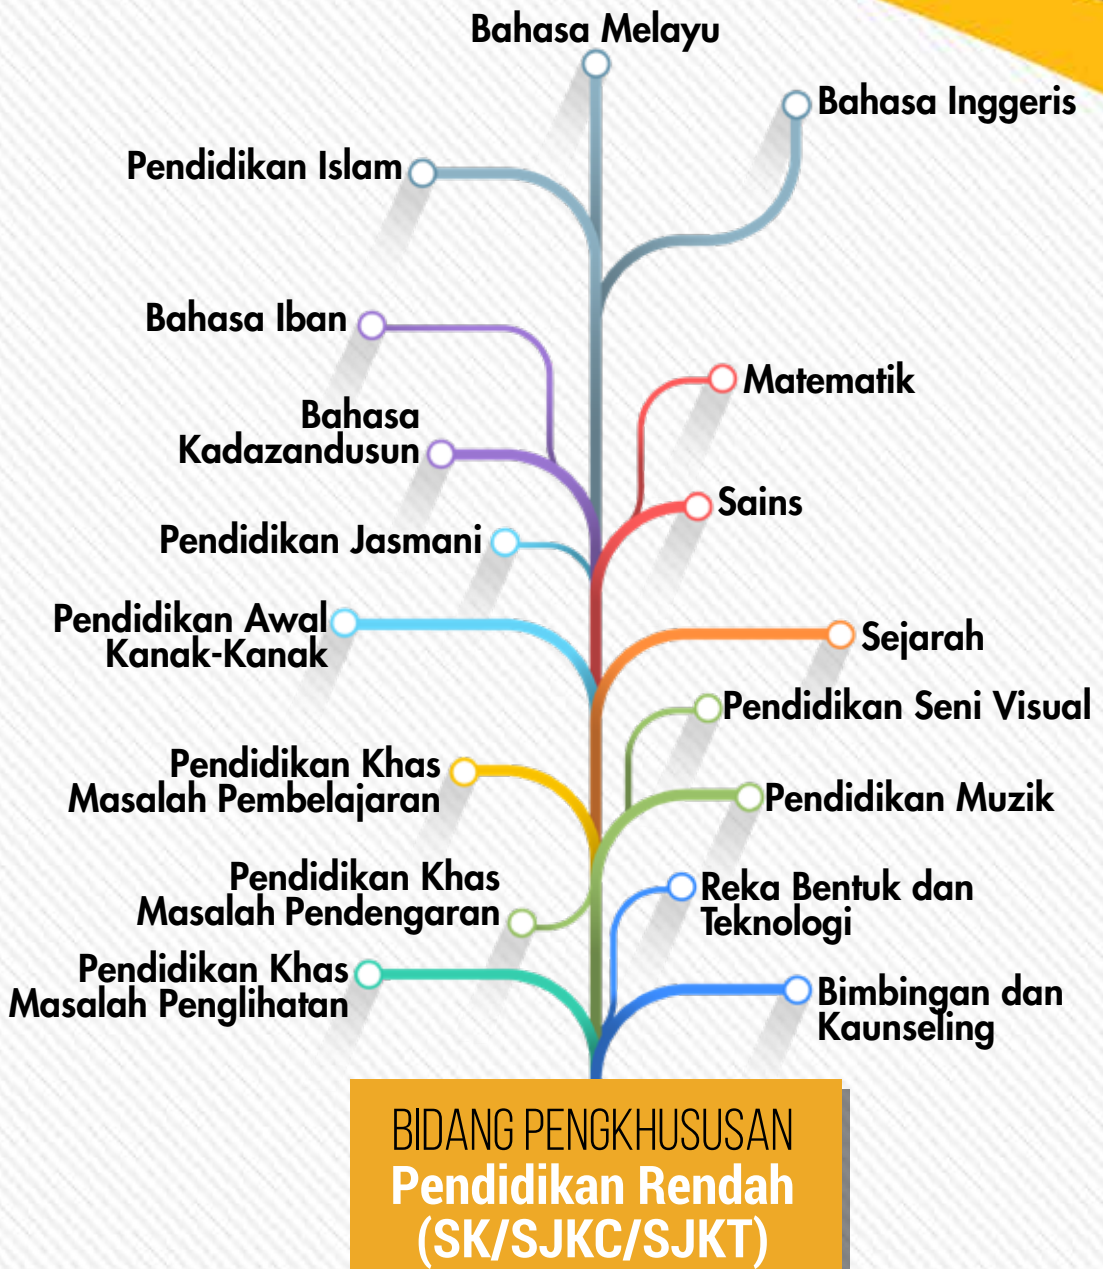 Bahasa Melayu
Bahasa Inggeris
Pendidikan Islam
Bahasa Iban
Matematik
Bahasa
Kadazandusun
Sains
Pendidikan Jasmani
Pendidikan Awal
Kanak-Kanak
Sejarah
Pendidikan Seni Visual
Pendidikan Khas
Masalah Pembelajaran
Pendidikan Muzik
Pendidikan Khas
Masalah Pendengaran
Reka Bentuk dan
Teknologi
Pendidikan Khas
Masalah Penglihatan
Bimbingan dan
Kaunseling
BIDANG PENGKHUSUSAN
Pendidikan Rendah
(SK/SJKC/SJKT)